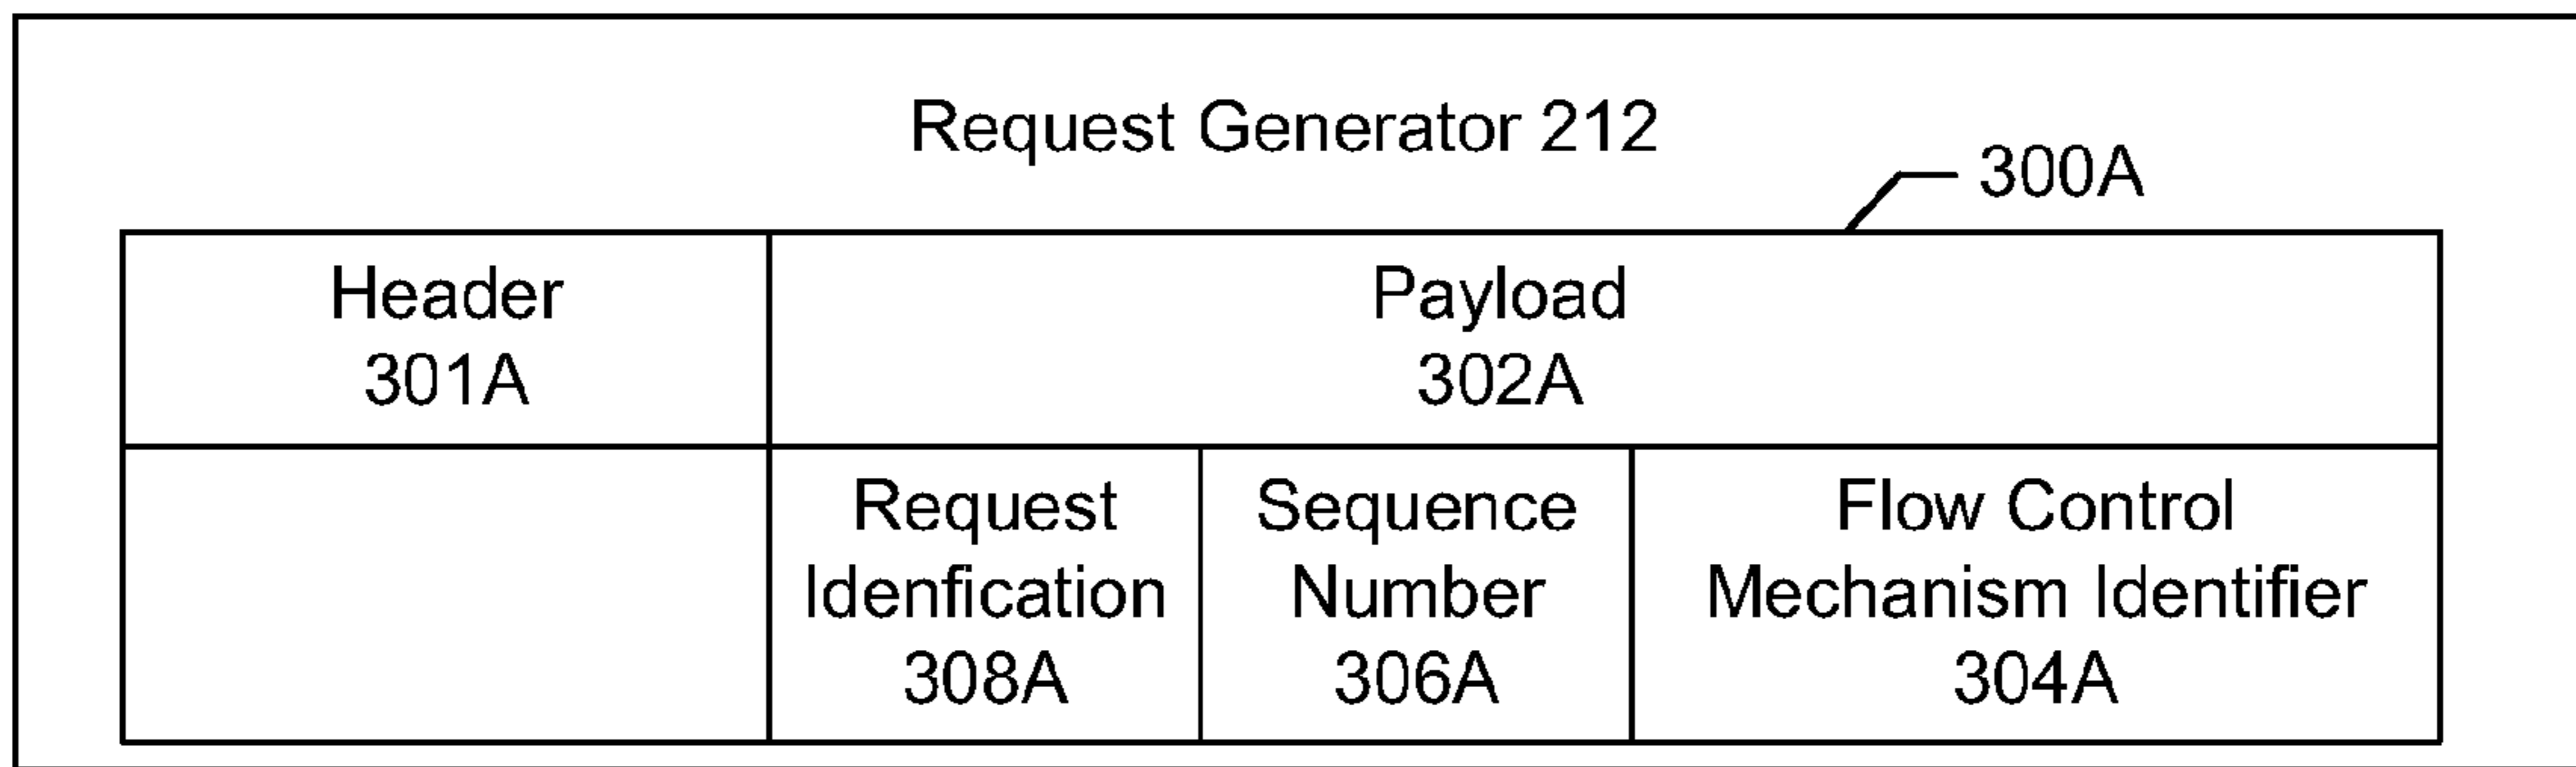 Request Generator 212
300A
Header
301A
Payload
302A
Request
Idenfication
308A
Sequence
Number
306A
Flow Control
Mechanism Identifier
304A